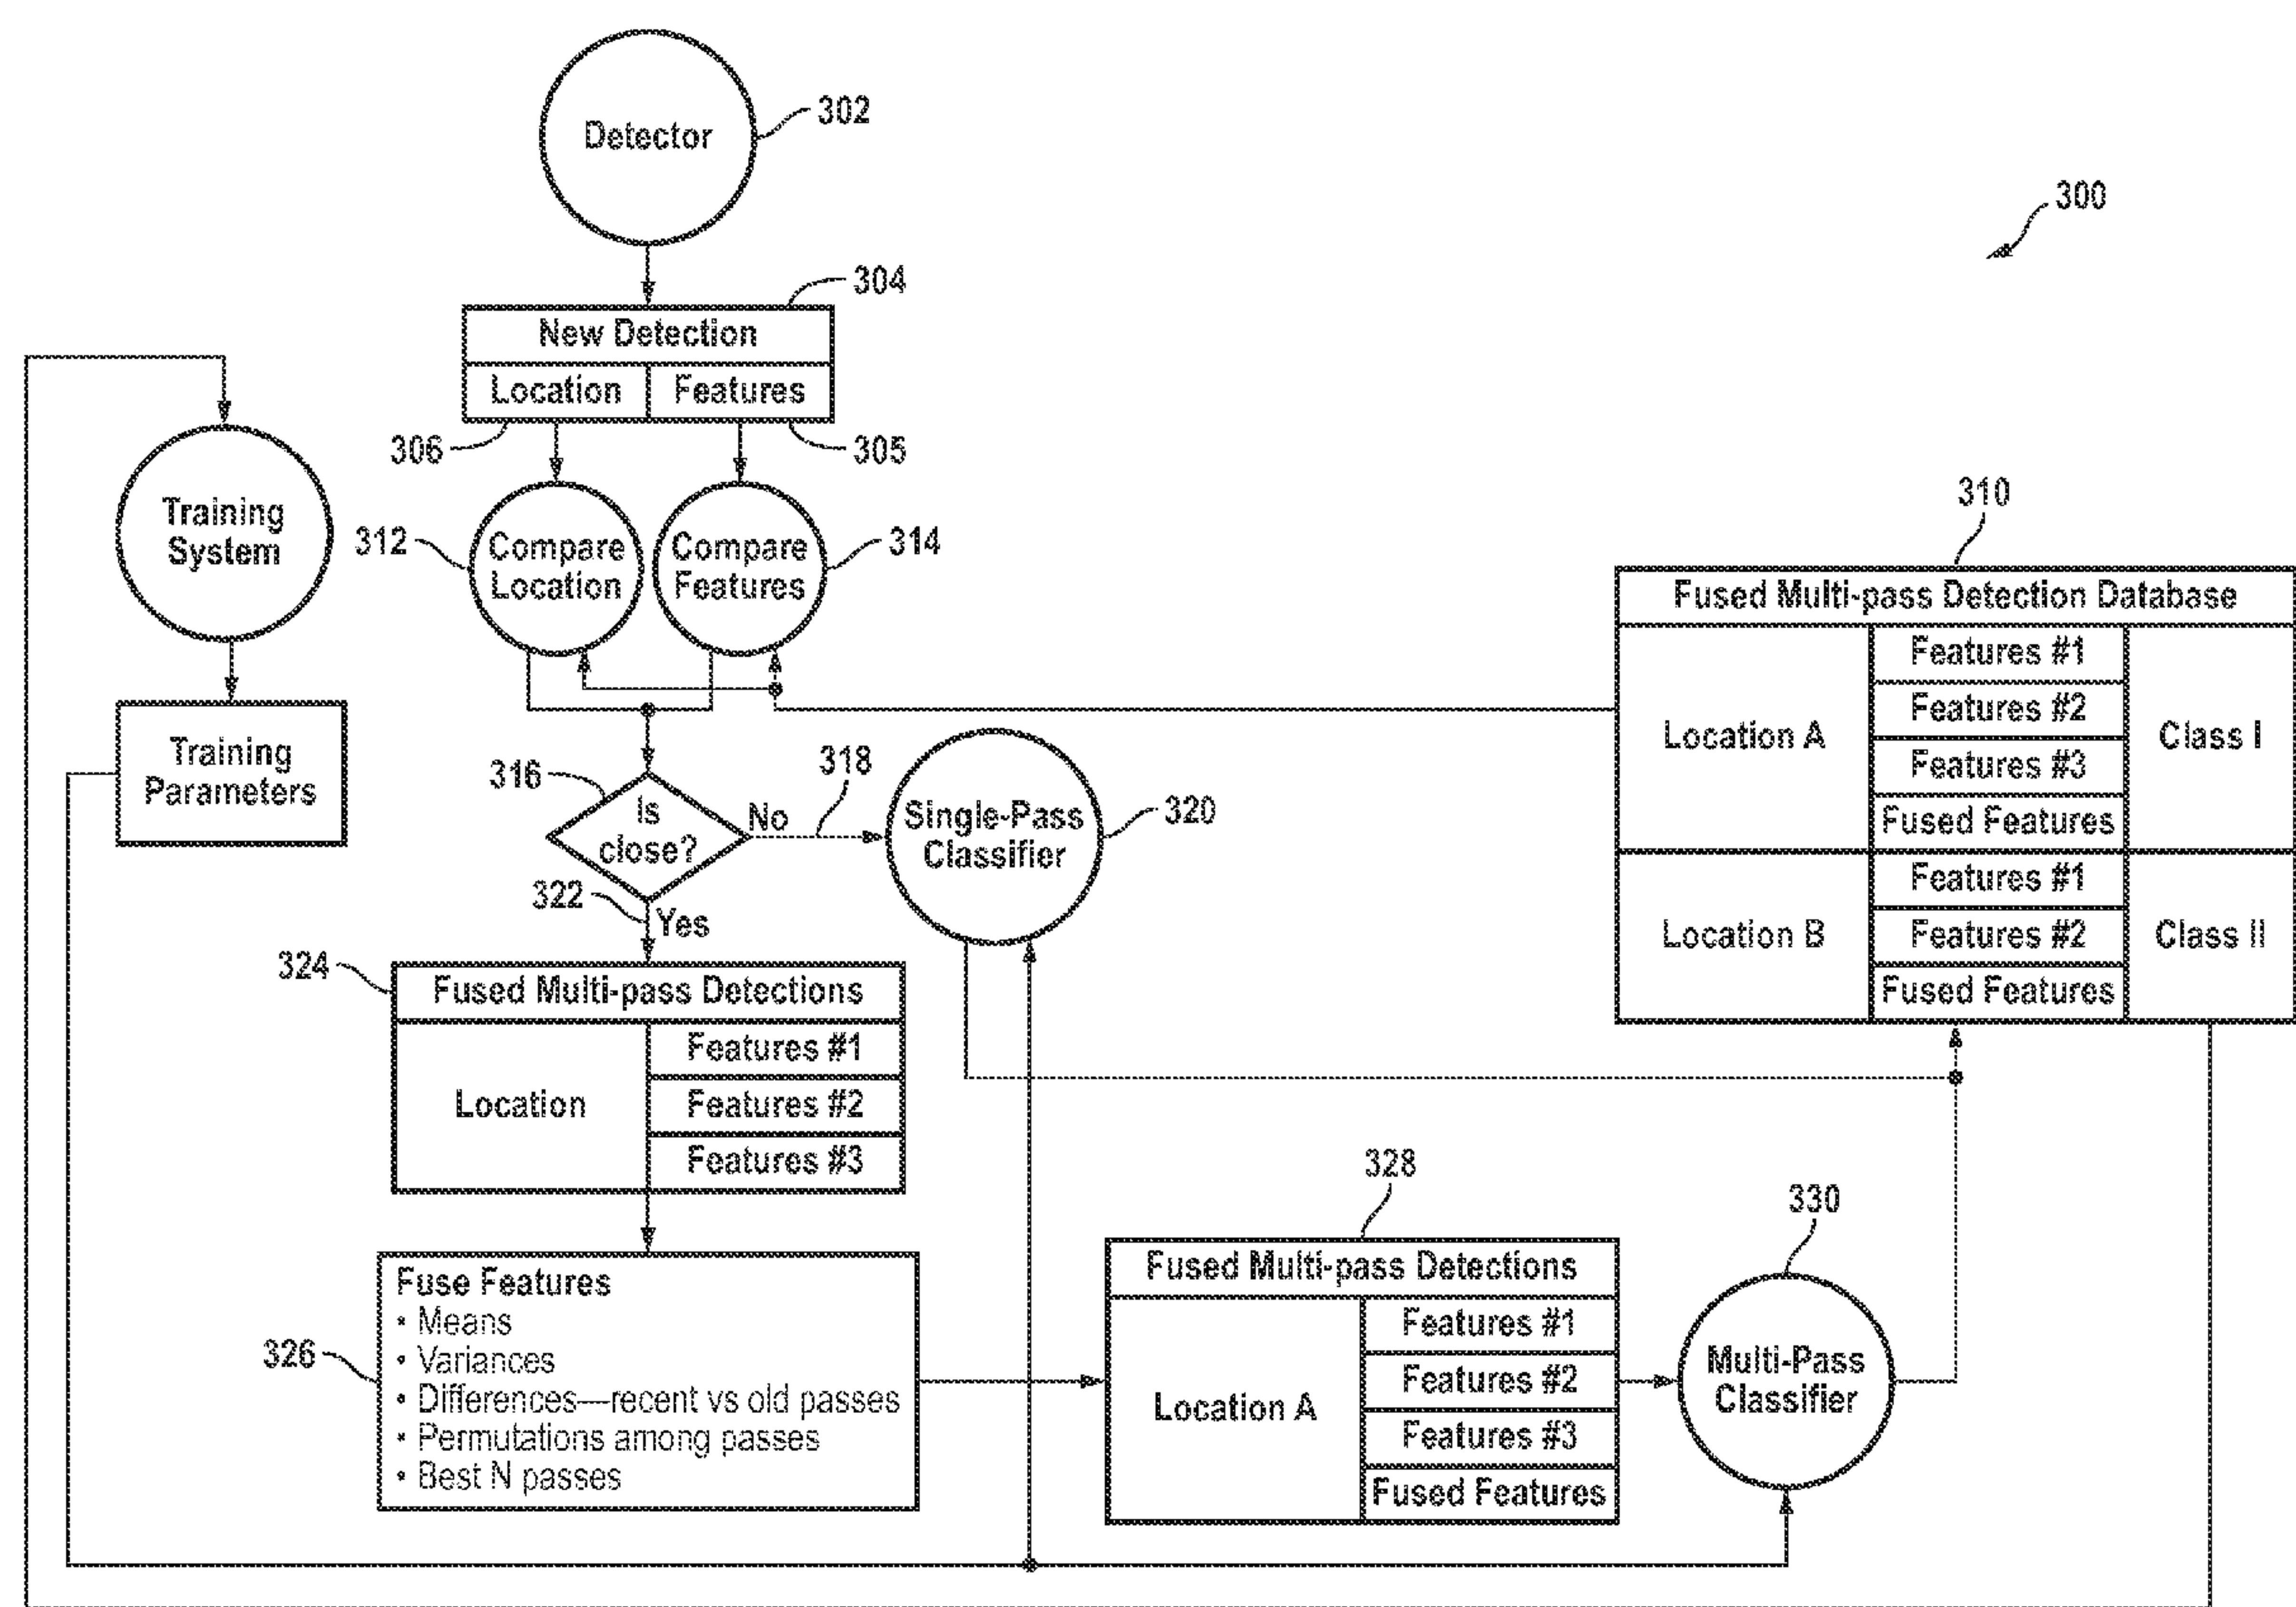 302
Detector
300
304
New Detection
Location
Features
306
305
Training
System
312
Compare
Location
Compare
Features
314
310
Fused Multi-pass Detection Database
Location A
Features #1
Features #2
Features #3
Fused Features
Class I
Location B
Features #1
Features #2
Fused Features
Class II
Training
Parameters
316
Is
close?
No
318
Single-Pass
Classifier
320
322
Yes
324
Fused Multi-pass Detections
Location
Features #1
Features #2
Features #3
326
Fuse Features
• Means
• Variances
• Differences—recent vs old passes
• Permutations among passes
• Best N passes
328
Fused Multi-pass Detections
Location A
Features #1
Features #2
Features #3
Fused Features
330
Multi-Pass
Classifier